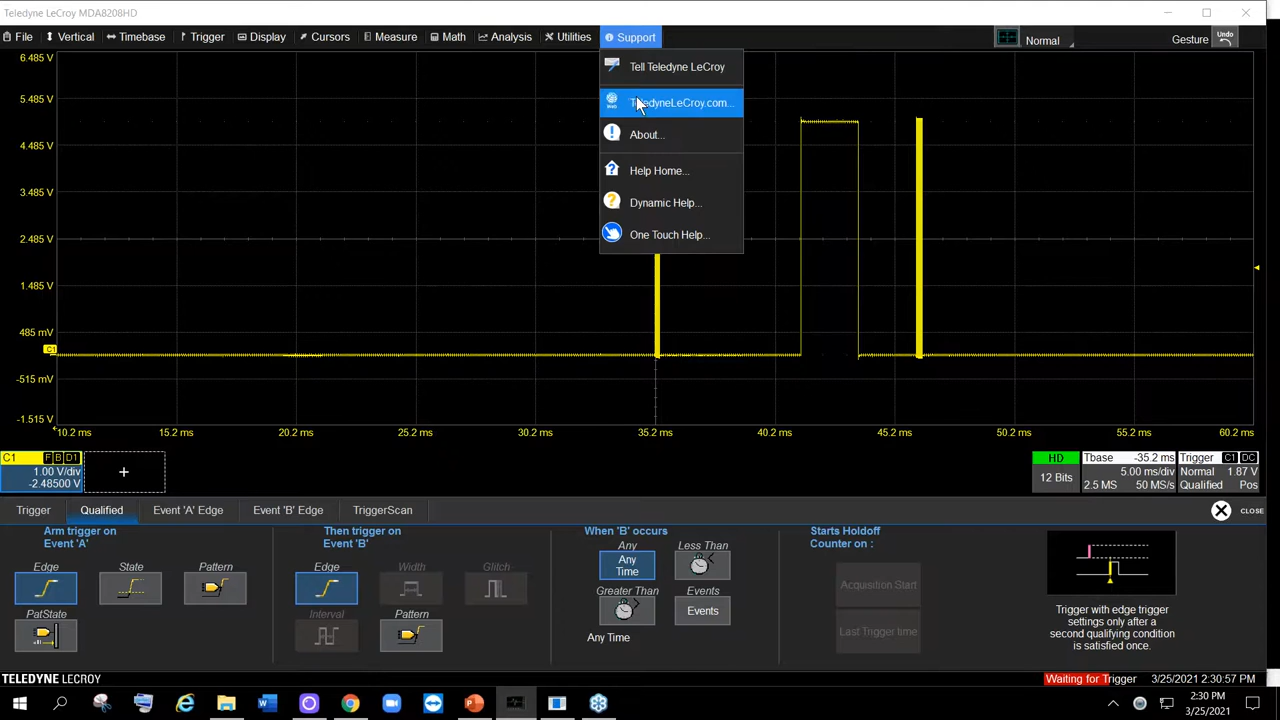 Teledyne LeCroy MDA8208HD
File Vertical Timebase Trigger Display Cursors Measure Math Analysis Utilities Support Normal Gesture Undo
Tell Teledyne LeCroy
TeledyneLeCroy.com...
About...
Help Home...
Dynamic Help...
One Touch Help...
6.485 V
5.485 V
4.485 V
3.485 V
2.485 V
485 mV
-515 mV
-1.515 V
C1
10.2 ms 15.2 ms 20.2 ms 25.2 ms 30.2 ms 35.2 ms 40.2 ms 45.2 ms 50.2 ms 55.2 ms 60.2 ms
C1 F B D1
1.00 V/div
-2.48500 V
+
HD
12 Bits
Tbase -35.2 ms
5.00 ms/div
2.5 MS 50 MS/s
Trigger C1 DC
Normal 1.87 V
Qualified Pos
Trigger Qualified Event 'A' Edge Event 'B' Edge TriggerScan CLOSE
Arm trigger on
Event 'A'
Edge State Pattern
PatState
Then trigger on
Event 'B'
Edge Width Glitch
Interval Pattern
When 'B' occurs
Any Less Than
Any
Time
Greater Than Events
Events
Any Time
Starts Holdoff
Counter on :
Acquisition Start
Last Trigger time
Trigger with edge trigger
settings only after a
second qualifying condition
is satisfied once.
TELEDYNE LECROY
Waiting for Trigger 3/25/2021 2:30:57 PM
2:30 PM
3/25/2021